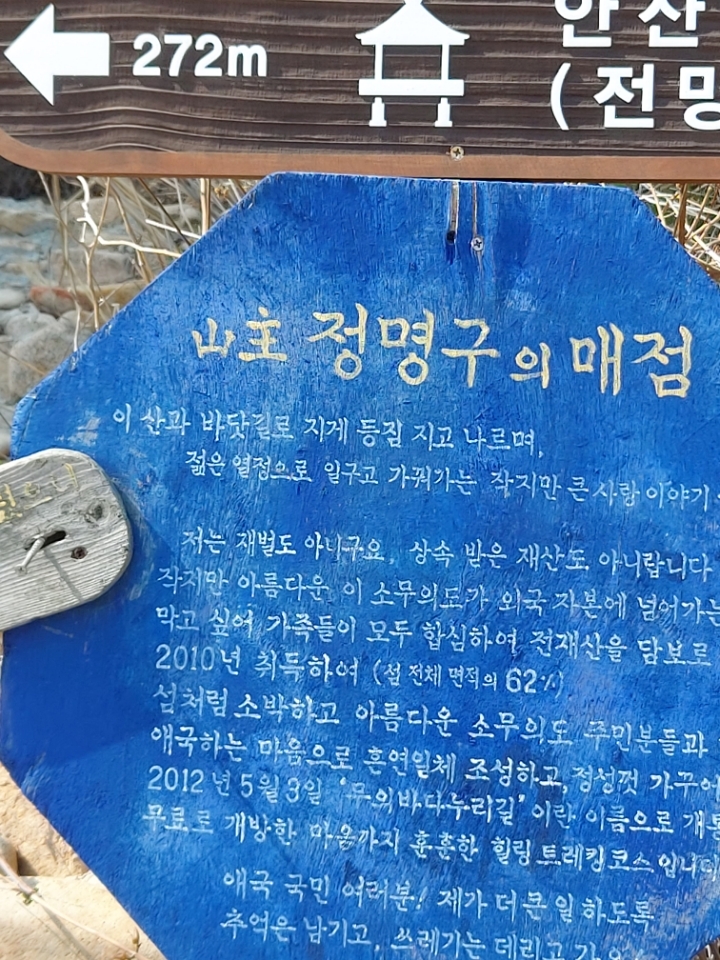 272m
안산
(전망
山主 정명구의 매점
이 산과 바닷길로 지게 등짐 지고 나르며,
젊은 열정으로 일구고 가꿔가는 작지만 큰 사랑 이야기
저는 재벌도 아니구요, 상속 받은 재산도 아니랍니다
작지만 아름다운 이 소무의도가 외국 자본에 넘어가는
막고 싶어 가족들이 모두 합심하여 전재산을 담보로
2010년 취득하여 (섬 전체 면적의 62%)
섬처럼 소박하고 아름다운 소무의도 주민분들과
애국하는 마음으로 혼연일체 조성하고, 정성껏 가꾸어
2012년 5월 3일 '무의바다누리길' 이란 이름으로
무료로 개방한 마음까지 훈훈한 힐링 트레킹코스입니다
애국 국민 여러분! 제가 더 큰 일 하도록
추억은 남기고, 쓰레기는 데리고